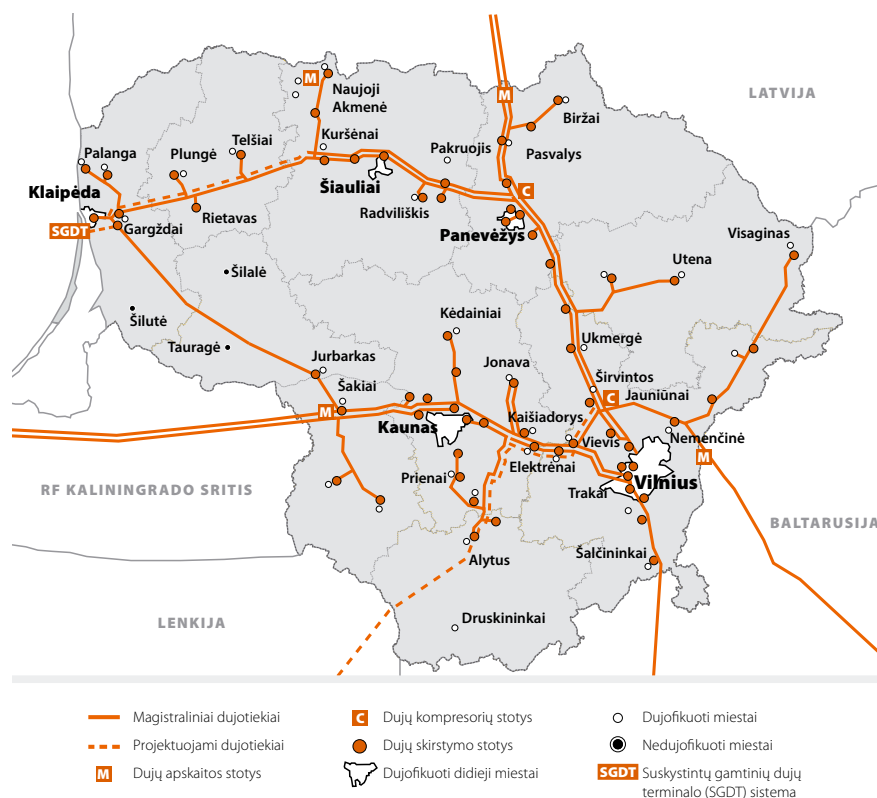 LATVIJA
M
Naujoji
Akmenė
M
Biržai
Kuršėnai
Telšiai
Pakruojis
Pasvalys
Palanga
Plungė
Klaipėda
Šiauliai
C
Radviliškis
Rietavas
SGDT
Gargždai
Panevėžys
Visaginas
Utena
Šilalė
Šilutė
Kėdainiai
Tauragė
Ukmergė
Jurbarkas
Jonava
Širvintos
Šakiai
C
Jauniūnai
M
Kaunas
Kaišiadorys
Vievis
Nemenčinė
M
Elektrėnai
Prienai
Vilnius
Trakai
RF KALININGRADO SRITIS
BALTARUSIJA
Šalčininkai
Alytus
LENKIJA
Druskininkai
Magistraliniai dujotiekiai
C Dujų kompresorių stotys
Dujofikuoti miestai
Projektuojami dujotiekiai
Dujų skirstymo stotys
Nedujofikuoti miestai
M Dujų apskaitos stotys
Dujofikuoti didieji miestai
SGDT Suskystintų gamtinių dujų
terminalo (SGDT) sistema